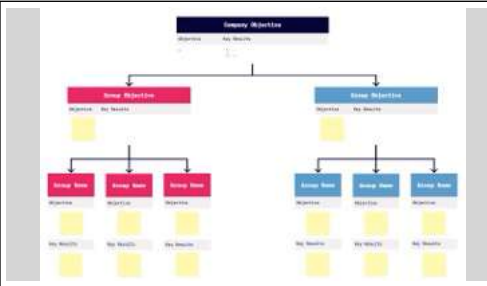 Company Objective
Objective Key Results
Group Objective Group Objective
Objective Key Results Objective Key Results
Group Name Group Name Group Name Group Name Group Name Group Name
Objective Objective Objective Objective Objective Objective
Key Results Key Results Key Results Key Results Key Results Key Results